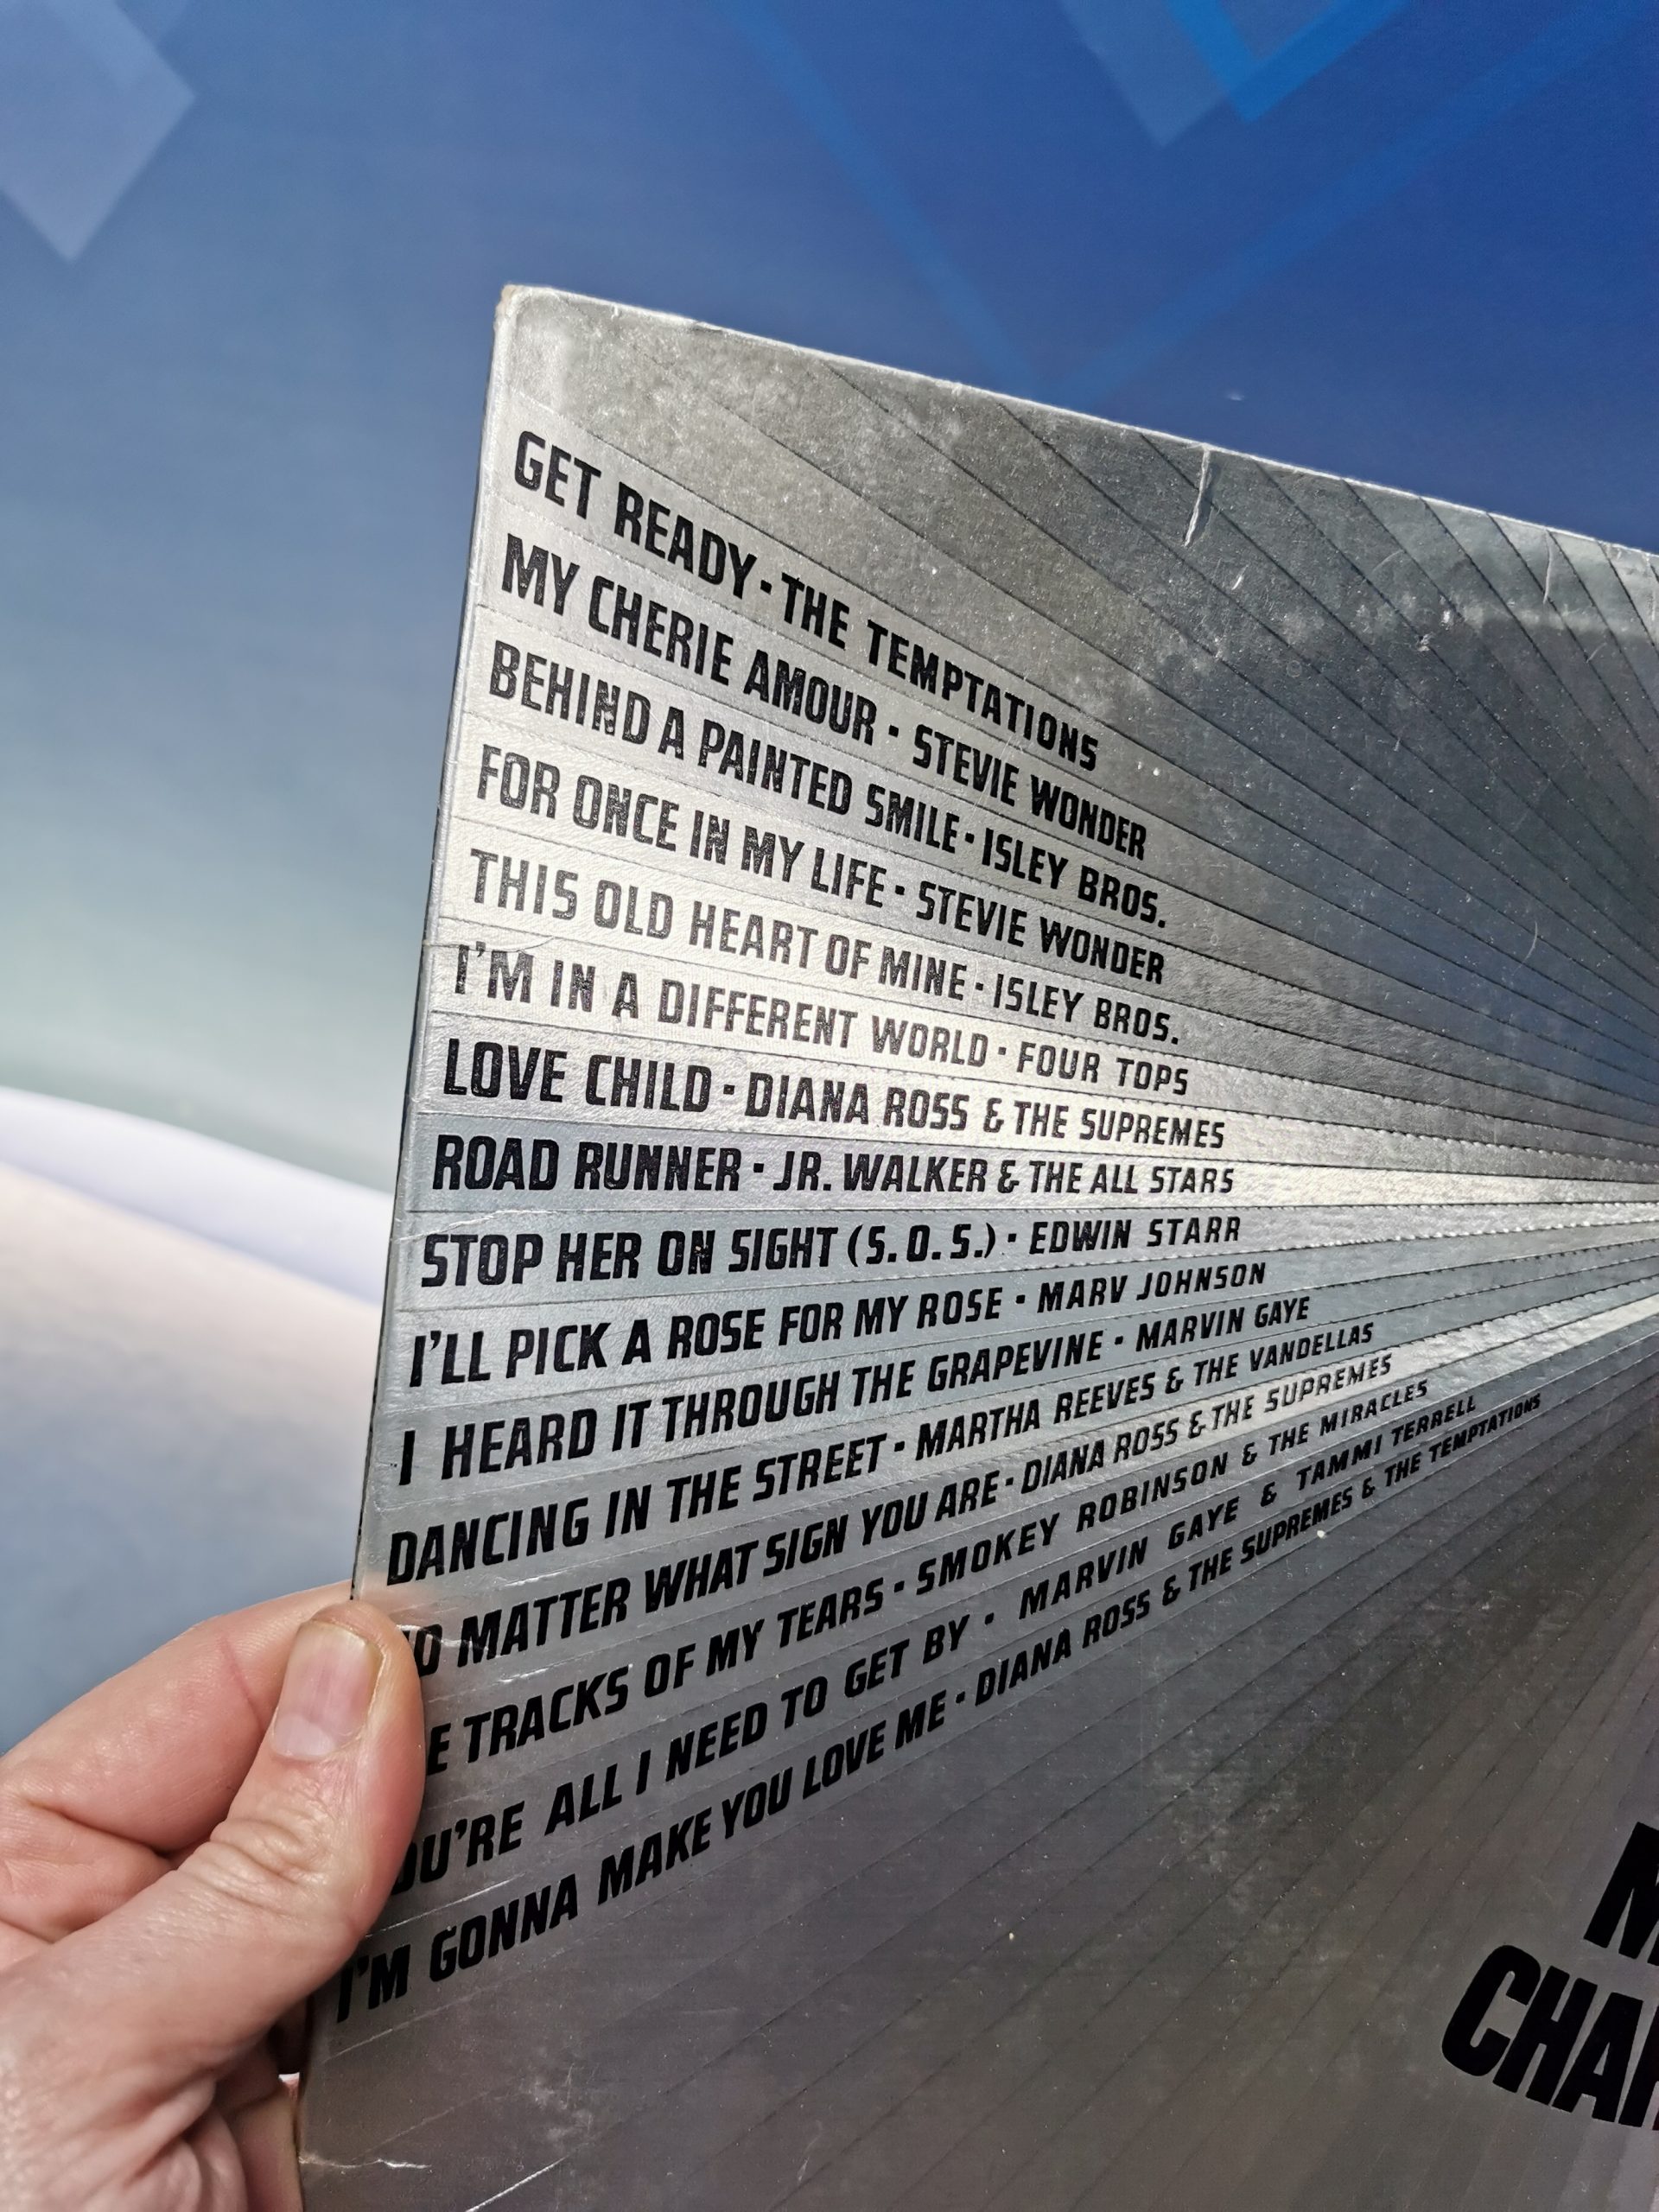 GET READY · THE TEMPTATIONS
MY CHERIE AMOUR · STEVIE WONDER
BEHIND A PAINTED SMILE · ISLEY BROS.
FOR ONCE IN MY LIFE · STEVIE WONDER
THIS OLD HEART OF MINE · ISLEY BROS.
I'M IN A DIFFERENT WORLD · FOUR TOPS
LOVE CHILD · DIANA ROSS & THE SUPREMES
ROAD RUNNER · JR. WALKER & THE ALL STARS
STOP HER ON SIGHT (S.O.S.) · EDWIN STARR
I'LL PICK A ROSE FOR MY ROSE · MARV JOHNSON
I HEARD IT THROUGH THE GRAPEVINE · MARVIN GAYE
DANCING IN THE STREET · MARTHA REEVES & THE VANDELLAS
MATTER WHAT SIGN YOU ARE · DIANA ROSS & THE SUPREMES
TRACKS OF MY TEARS · SMOKEY ROBINSON & THE MIRACLES
ALL I NEED TO GET BY · MARVIN GAYE & TAMMI TERRELL
I'M GONNA MAKE YOU LOVE ME · DIANA ROSS & THE SUPREMES & THE TEMPTATIONS